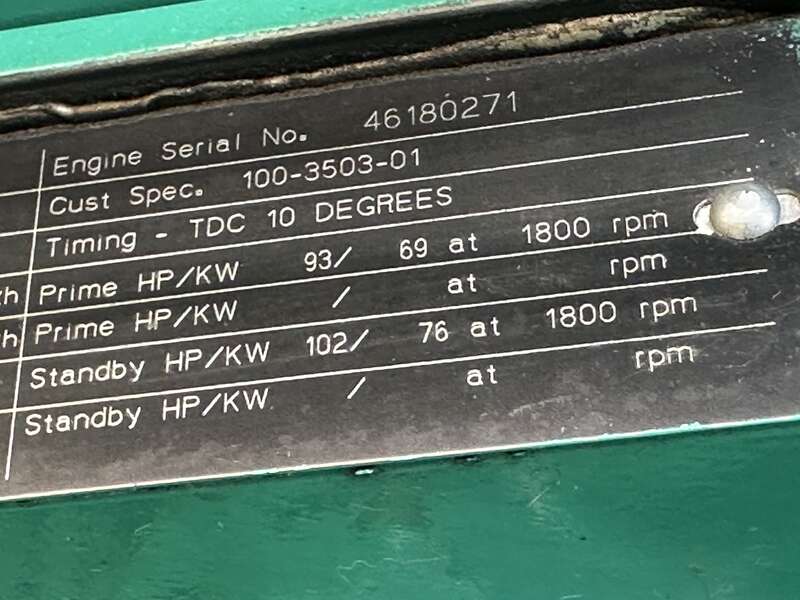 Engine Serial No. 46180271
Cust Spec. 100-3503-01
Timing - TDC 10 DEGREES
Prime HP/KW 93/ 69 at 1800 rpm
Prime HP/KW / at rpm
Standby HP/KW 102/ 76 at 1800 rpm
Standby HP/KW / at rpm